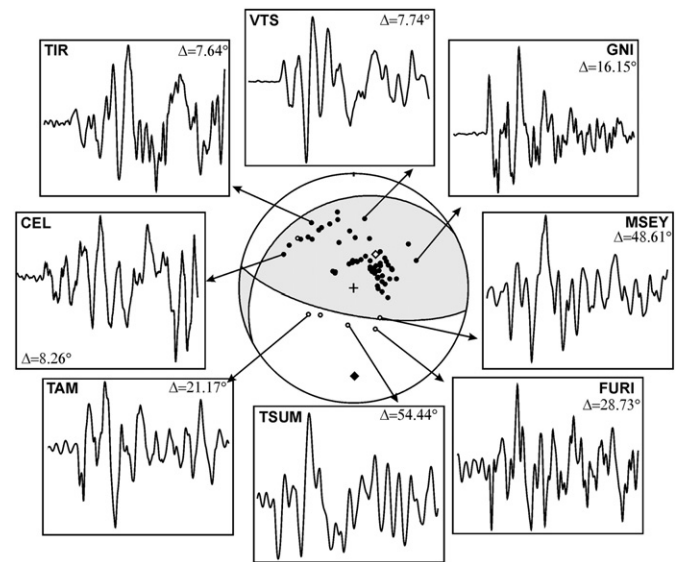 VTS
Δ=7.74°
TIR
Δ=7.64°
GNI
Δ=16.15°
CEL
Δ=8.26°
MSEY
Δ=48.61°
TAM
Δ=21.17°
TSUM
Δ=54.44°
FURI
Δ=28.73°